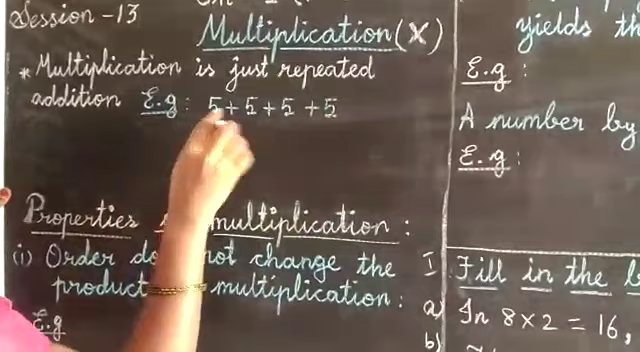 Session -13
Multiplication (×)
* Multiplication is just repeated
addition E.g : 5 + 5 + 5 + 5
Properties multiplication :
(i) Order do not change the
product multiplication :
E.g
yields
E.g :
A number by
E.g :
I Fill in the
a) In 8 × 2 = 16,
b)